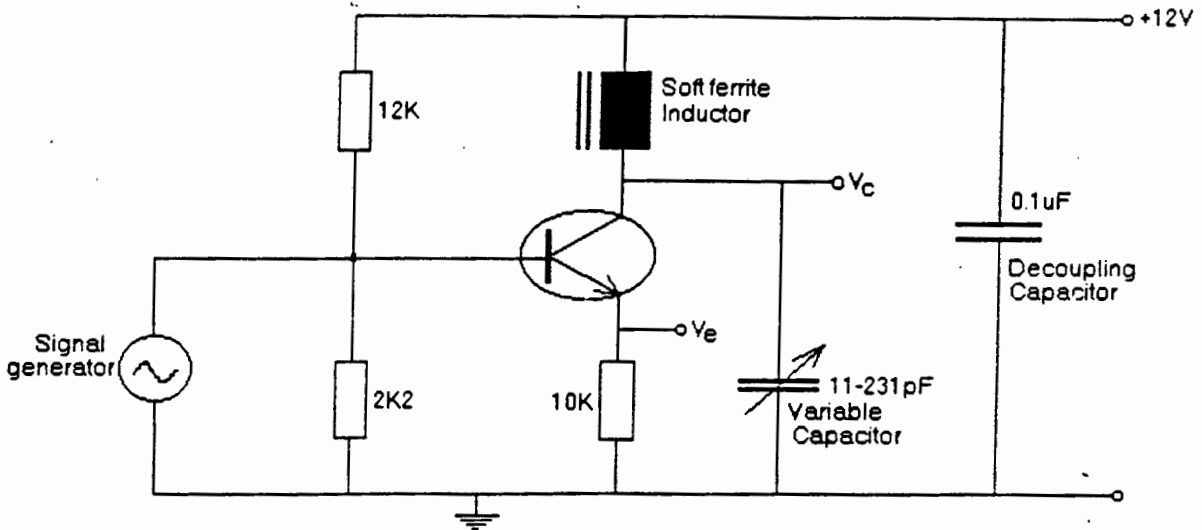 +12V
12K
Soft ferrite
Inductor
Vc
0.1uF
Decoupling
Capacitor
Ve
Signal
generator
2K2
10K
11-231pF
Variable
Capacitor